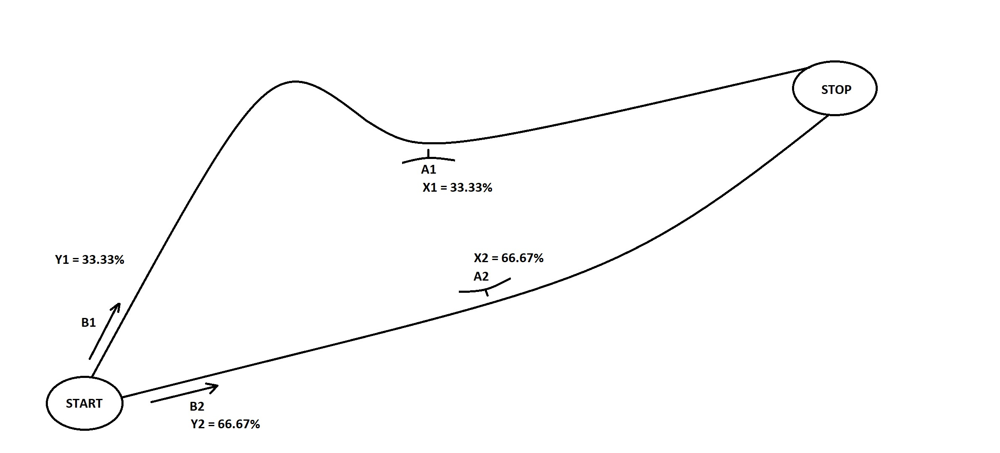 STOP
A1
X1 = 33.33%
X2 = 66.67%
A2
Y1 = 33.33%
B1
START
B2
Y2 = 66.67%